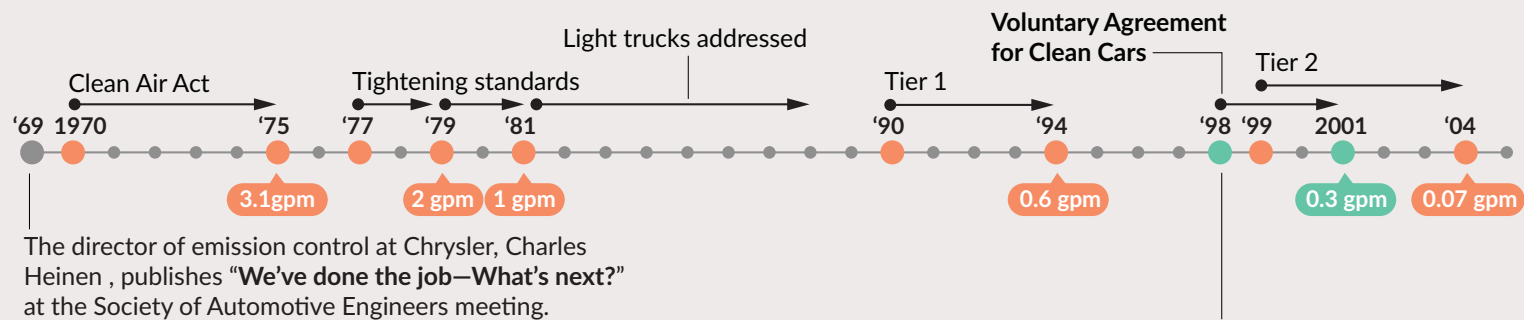 Voluntary Agreement
for Clean Cars
Light trucks addressed
Tier 2
Clean Air Act
Tightening standards
Tier 1
‘69 1970 ‘75 ‘77 ‘79 ‘81 ‘90 ‘94 ‘98 ‘99 2001 ‘04
3.1gpm 2 gpm 1 gpm 0.6 gpm 0.3 gpm 0.07 gpm
The director of emission control at Chrysler, Charles
Heinen , publishes “We’ve done the job—What’s next?”
at the Society of Automotive Engineers meeting.